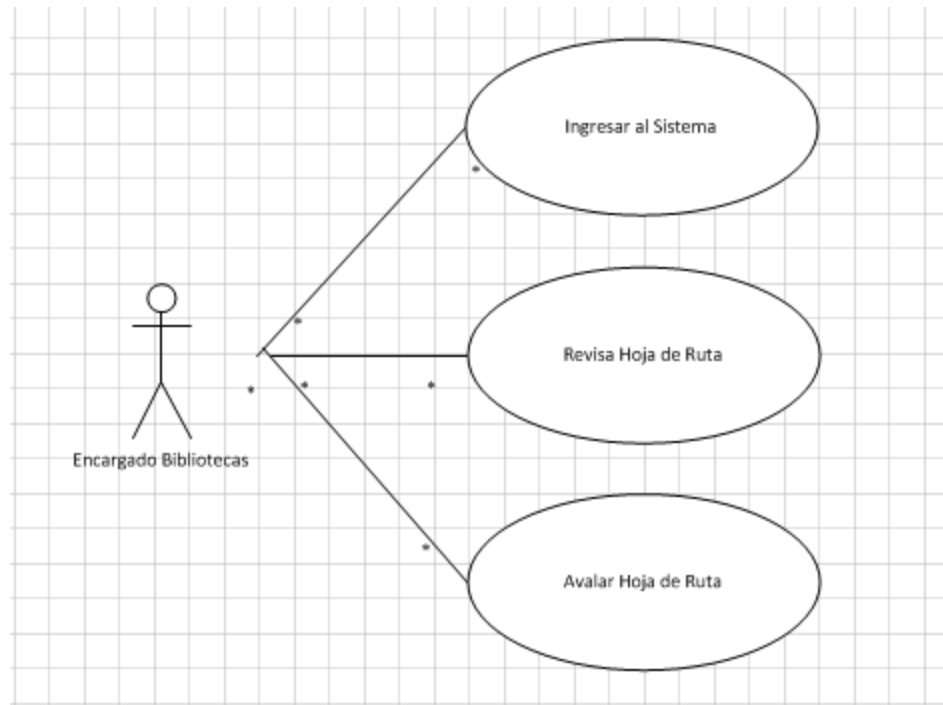 Ingresar al Sistema
Revisa Hoja de Ruta
Encargado Bibliotecas
Avalar Hoja de Ruta